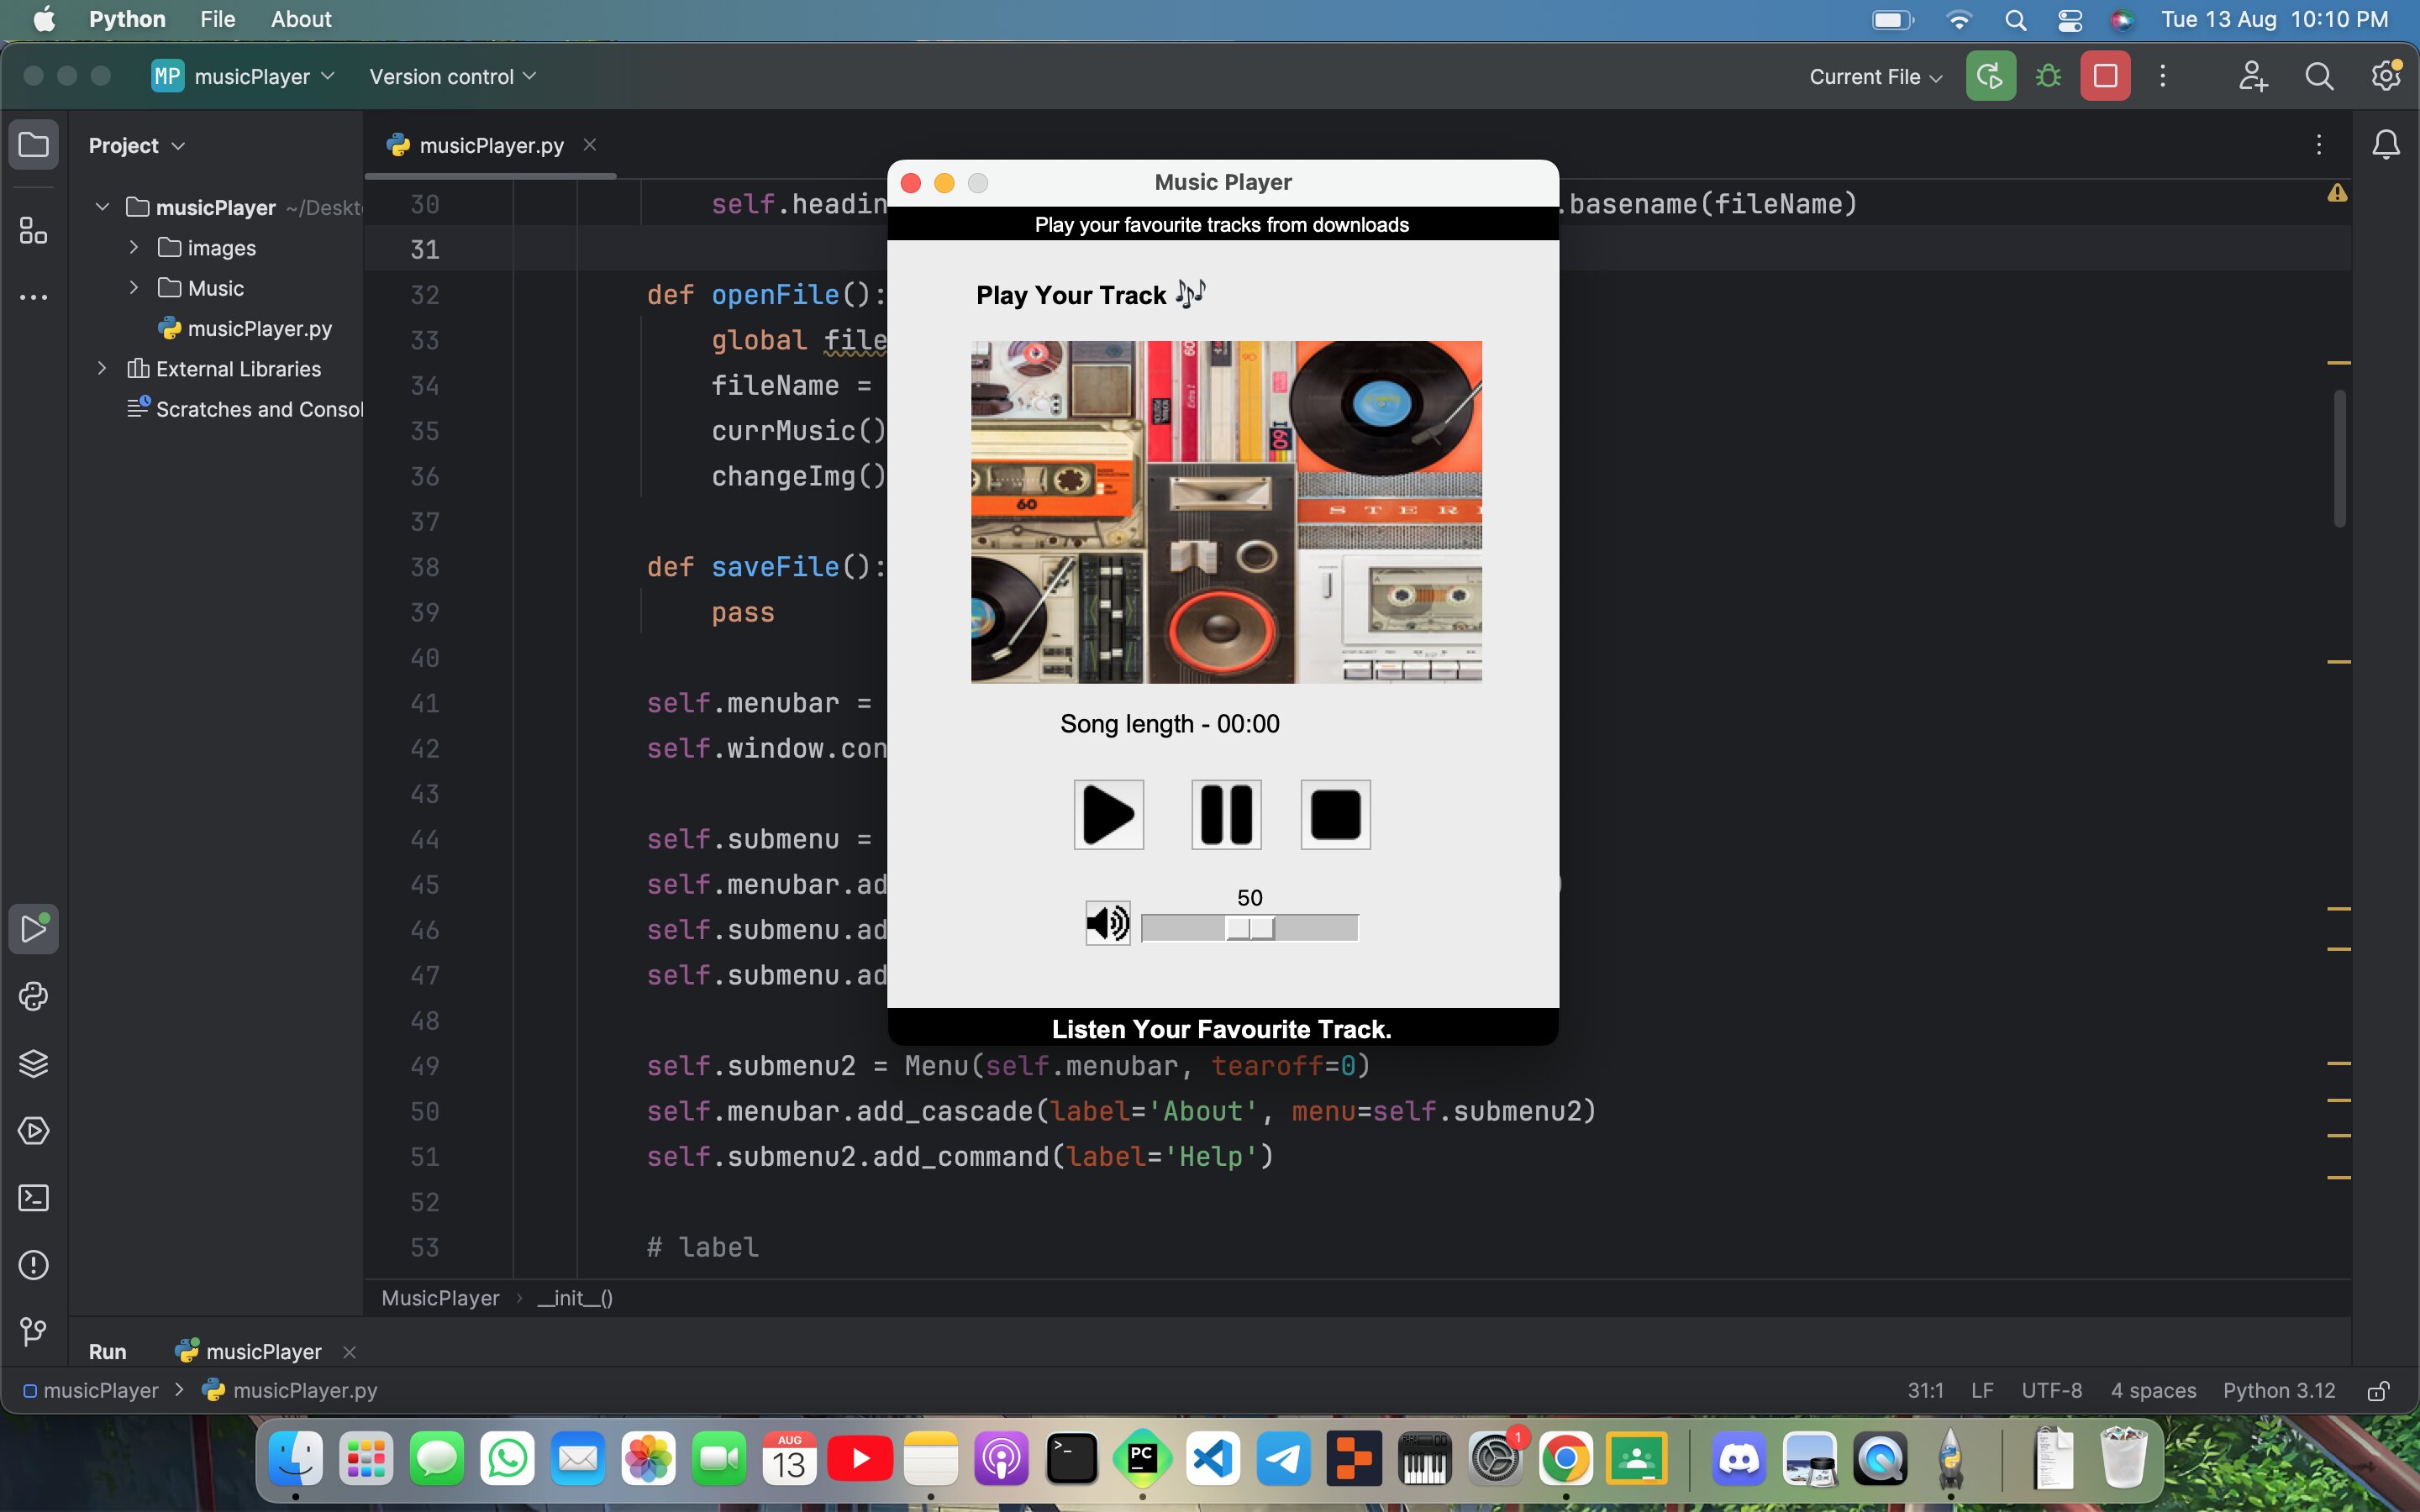 Python File About Tue 13 Aug 10:10 PM
MP musicPlayer Version control Current File
Project musicPlayer.py
musicPlayer ~/Deskt
images
Music
musicPlayer.py
External Libraries
Scratches and Consol
30 self.headin .basename(fileName)
31
32 def openFile():
33 global file
34 fileName =
35 currMusic()
36 changeImg()
37
38 def saveFile():
39 pass
40
41 self.menubar =
42 self.window.con
43
44 self.submenu =
45 self.menubar.ad
46 self.submenu.ad
47 self.submenu.ad
48
49 self.submenu2 = Menu(self.menubar, tearoff=0)
50 self.menubar.add_cascade(label='About', menu=self.submenu2)
51 self.submenu2.add_command(label='Help')
52
53 # label
Music Player
Play your favourite tracks from downloads
Play Your Track
60
90
60
STERE
A
Song length - 00:00
50
Listen Your Favourite Track.
MusicPlayer > __init__()
Run musicPlayer
musicPlayer > musicPlayer.py 31:1 LF UTF-8 4 spaces Python 3.12
AUG
13
>_
PC
1